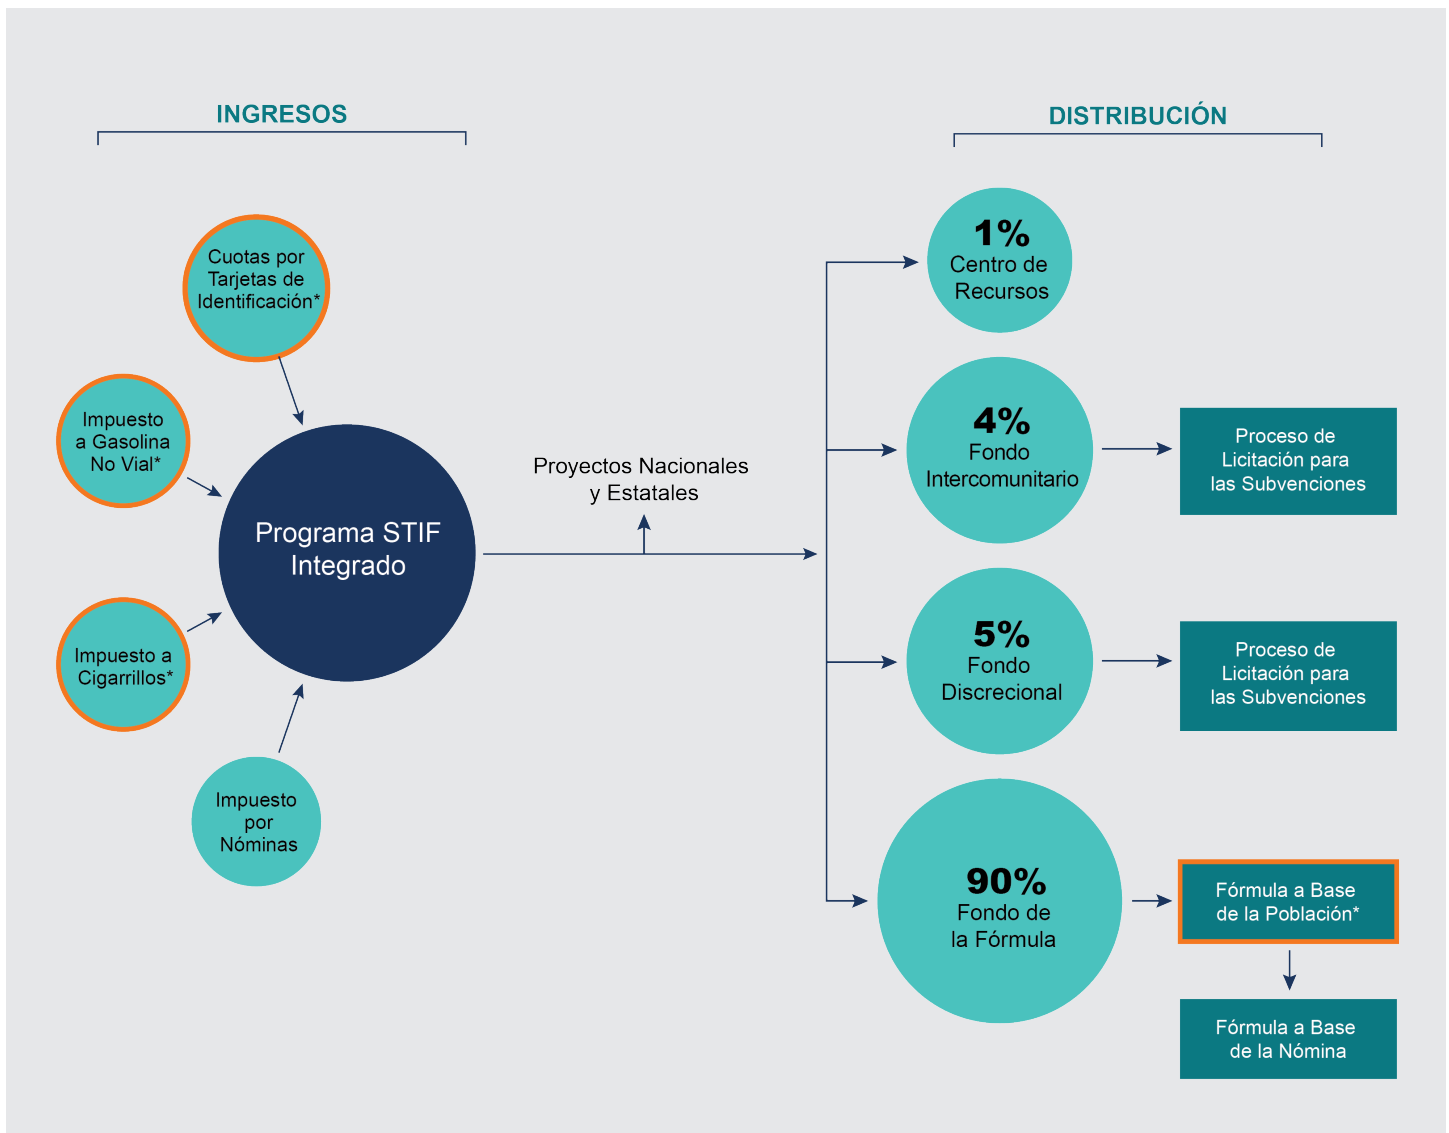 INGRESOS
Cuotas por
Tarjetas de
Identificación*
Impuesto
a Gasolina
No Vial*
Programa STIF
Integrado
Impuesto a
Cigarrillos*
Impuesto
por
Nóminas
Proyectos Nacionales
y Estatales
DISTRIBUCIÓN
1%
Centro de
Recursos
4%
Fondo
Intercomunitario
Proceso de
Licitación para
las Subvenciones
5%
Fondo
Discrecional
Proceso de
Licitación para
las Subvenciones
90%
Fondo de
la Fórmula
Fórmula a Base
de la Población*
Fórmula a Base
de la Nómina